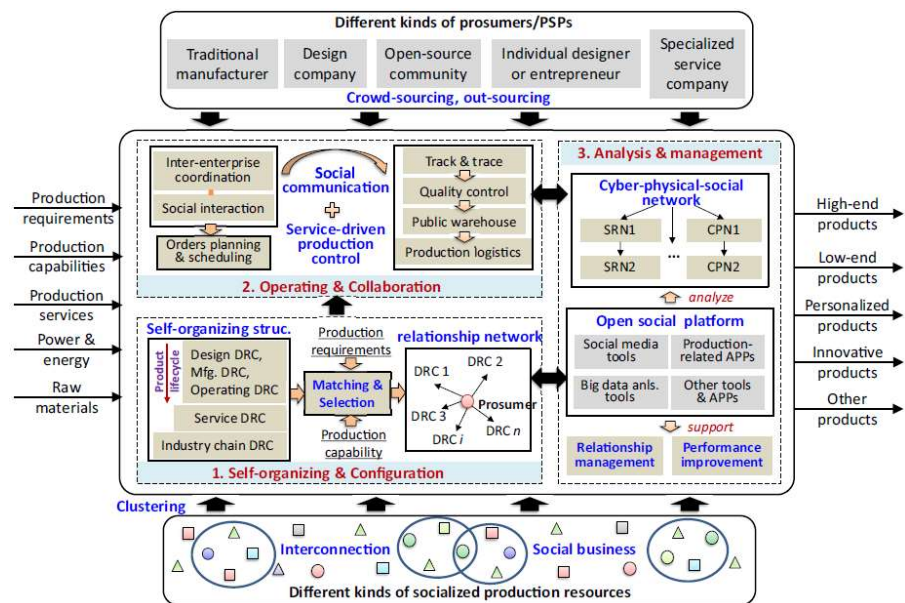 Different kinds of prosumers/PSPs
Traditional
manufacturer
Design
company
Open-source
community
Individual designer
or entrepreneur
Specialized
service
company
Crowd-sourcing, out-sourcing
Production
requirements
Production
capabilities
Production
services
Power &
energy
Raw
materials
Inter-enterprise
coordination
Social interaction
Orders planning
& scheduling
Social
communication
Service-driven
production
control
Track & trace
Quality control
Public warehouse
Production logistics
2. Operating & Collaboration
Self-organizing struc.
Product
lifecycle
Design DRC,
Mfg. DRC,
Operating DRC
Service DRC
Industry chain DRC
Production
requirements
Matching &
Selection
Production
capability
relationship network
DRC 1
DRC 2
Prosumer
DRC 3
DRC i
DRC n
1. Self-organizing & Configuration
3. Analysis & management
Cyber-physical-social
network
SRN1
CPN1
SRN2
...
CPN2
analyze
Open social platform
Social media
tools
Production-
related APPs
Big data anls.
tools
Other tools
& APPs
support
Relationship
management
Performance
improvement
High-end
products
Low-end
products
Personalized
products
Innovative
products
Other
products
Clustering
Interconnection
Social business
Different kinds of socialized production resources